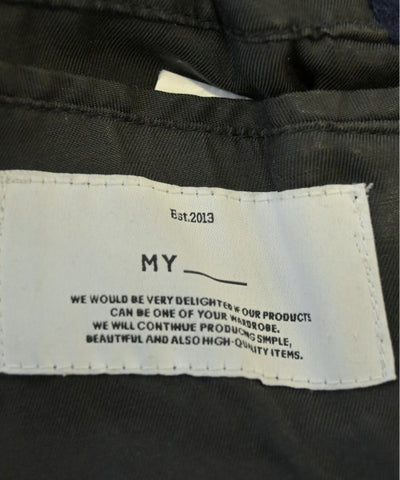 Est.2013
MY____
WE WOULD BE VERY DELIGHTED IF OUR PRODUCTS
CAN BE ONE OF YOUR WARDROBE.
WE WILL CONTINUE PRODUCING SIMPLE,
BEAUTIFUL AND ALSO HIGH-QUALITY ITEMS.